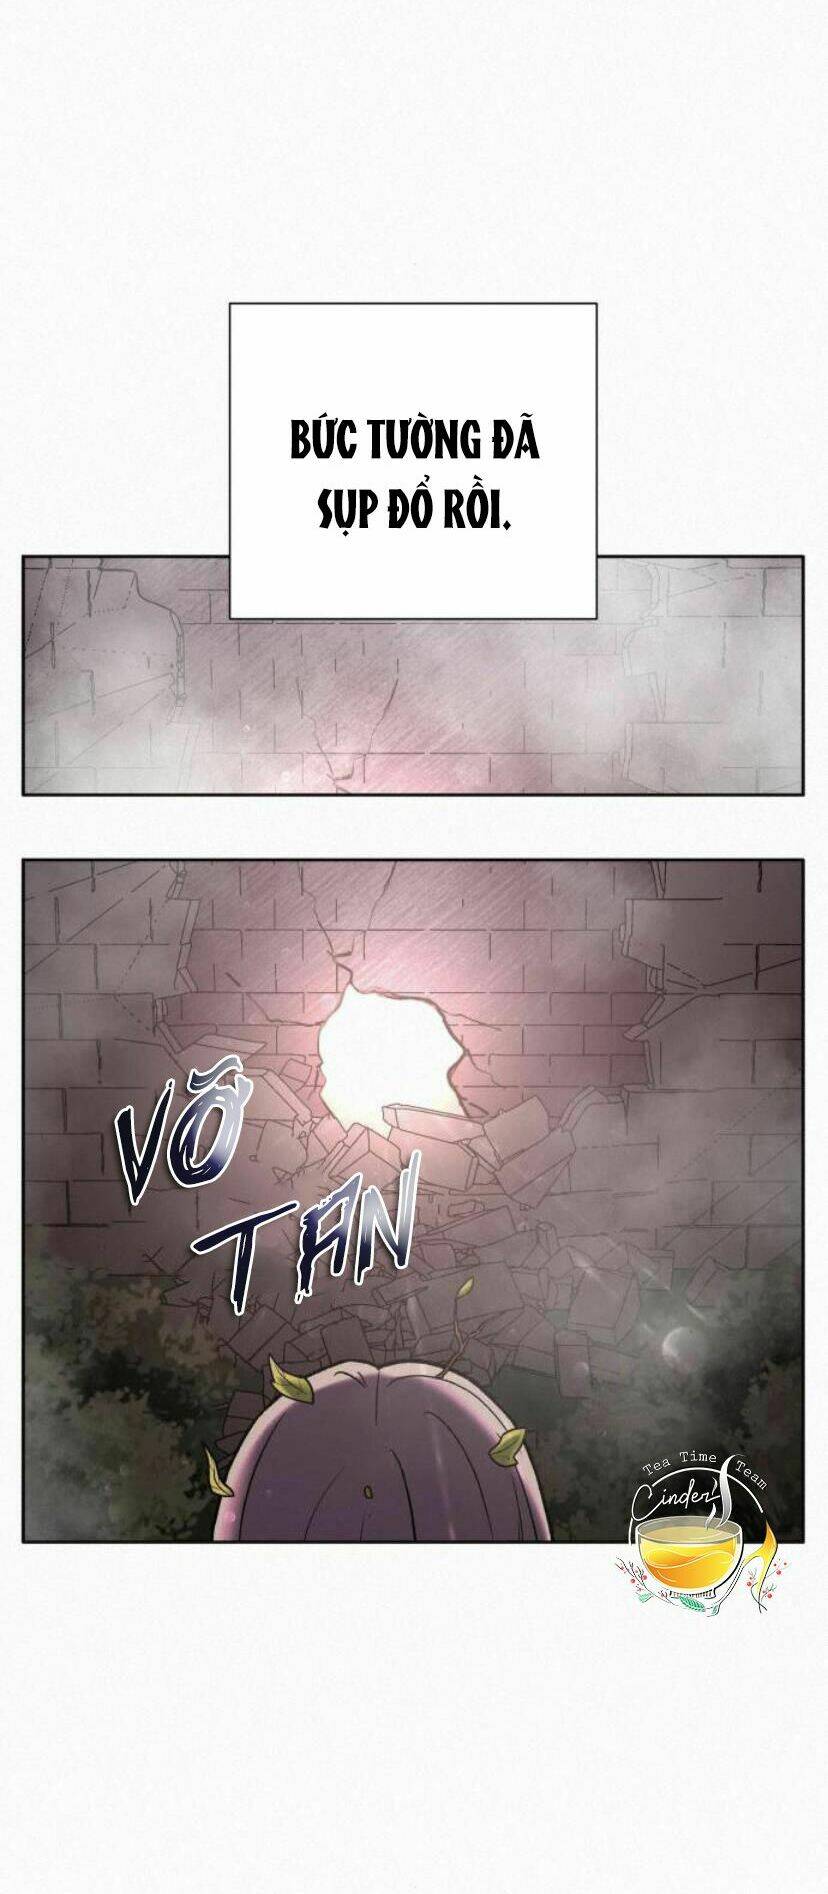 BỨC TƯỜNG ĐÃ
SỤP ĐỔ RỒI.
VỠ
TAN
Tea Time Team
Cinder